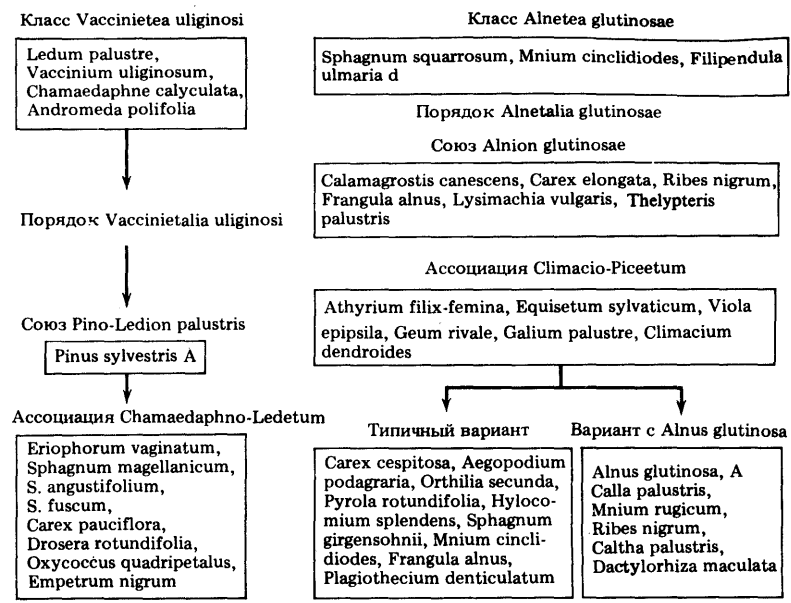 Класс Vaccinietea uliginosi
Ledum palustre,
Vaccinium uliginosum,
Chamaedaphne calyculata,
Andromeda polifolia
Порядок Vaccinietalia uliginosi
Союз Pino-Ledion palustris
Pinus sylvestris A
Ассоциация Chamaedaphno-Ledetum
Eriophorum vaginatum,
Sphagnum magellanicum,
S. angustifolium,
S. fuscum,
Carex pauciflora,
Drosera rotundifolia,
Oxycoccus quadripetalus,
Empetrum nigrum
Класс Alnetea glutinosae
Sphagnum squarrosum, Mnium cinclidiodes, Filipendula
ulmaria d
Порядок Alnetalia glutinosae
Союз Alnion glutinosae
Calamagrostis canescens, Carex elongata, Ribes nigrum,
Frangula alnus, Lysimachia vulgaris, Thelypteris
palustris
Ассоциация Climacio-Piceetum
Athyrium filix-femina, Equisetum sylvaticum, Viola
epipsila, Geum rivale, Galium palustre, Climacium
dendroides
Типичный вариант
Carex cespitosa, Aegopodium
podagraria, Orthilia secunda,
Pyrola rotundifolia, Hyloco-
mium splendens, Sphagnum
girgensohnii, Mnium cincli-
diodes, Frangula alnus,
Plagiothecium denticulatum
Вариант с Alnus glutinosa
Alnus glutinosa, A
Calla palustris,
Mnium rugicum,
Ribes nigrum,
Caltha palustris,
Dactylorhiza maculata